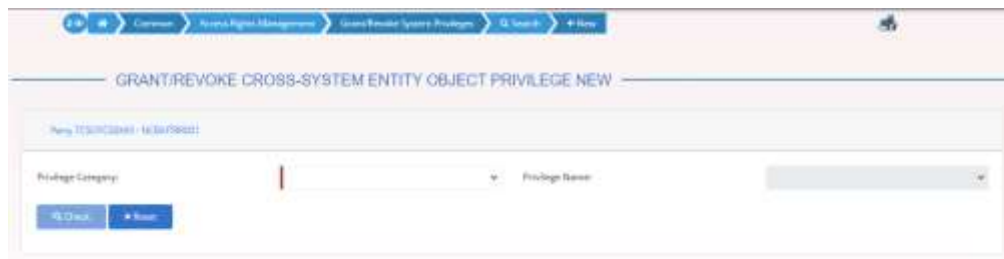 Common Access Rights Management Grant/Revoke System Privileges Search + New
GRANT/REVOKE CROSS-SYSTEM ENTITY OBJECT PRIVILEGE NEW
Party
Privilege Category: Privilege Name:
Check × Reset